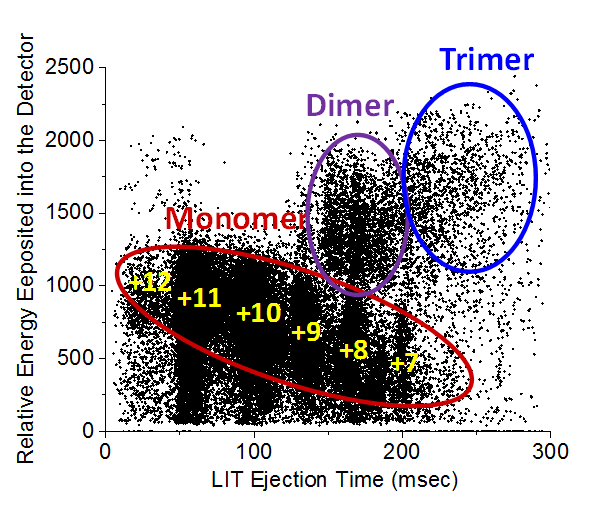 Trimer
Dimer
Monomer
+12
+11
+10
+9
+8
+7
Relative Energy Eeposited into the Detector
2500
2000
1500
1000
500
0
0 100 200 300
LIT Ejection Time (msec)